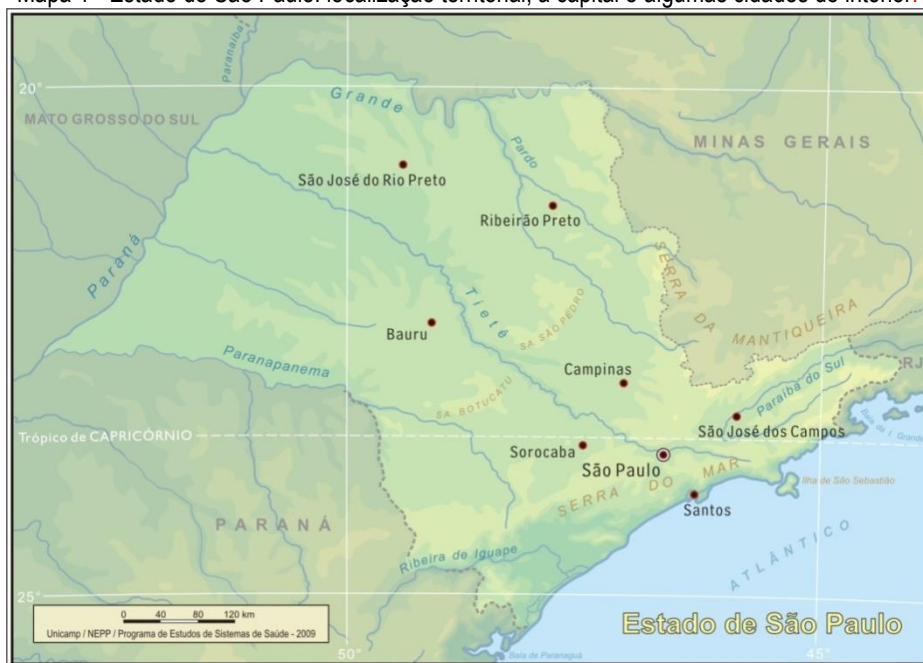 Mapa 1 - Estado de São Paulo: localização territorial, a capital e algumas cidades do interior.
Paranaíba
20°
Grande
MATO GROSSO DO SUL
Pardo
MINAS GERAIS
São José do Rio Preto
Ribeirão Preto
Paraná
SERRA DA MANTIQUEIRA
Tietê
SA. SÃO PEDRO
Bauru
Paranapanema
Campinas
RJ
SA. BOTUCATU
Paraíba do Sul
São José dos Campos
Trópico de CAPRICÓRNIO
Sorocaba
São Paulo
SERRA DO MAR
Ilha de São Sebastião
Santos
PARANÁ
ATLÂNTICO
Ribeira de Iguape
25°
0 40 80 120 km
Unicamp / NEPP / Programa de Estudos de Sistemas de Saúde - 2009
Estado de São Paulo
50°
45°
Baía de Paranaguá